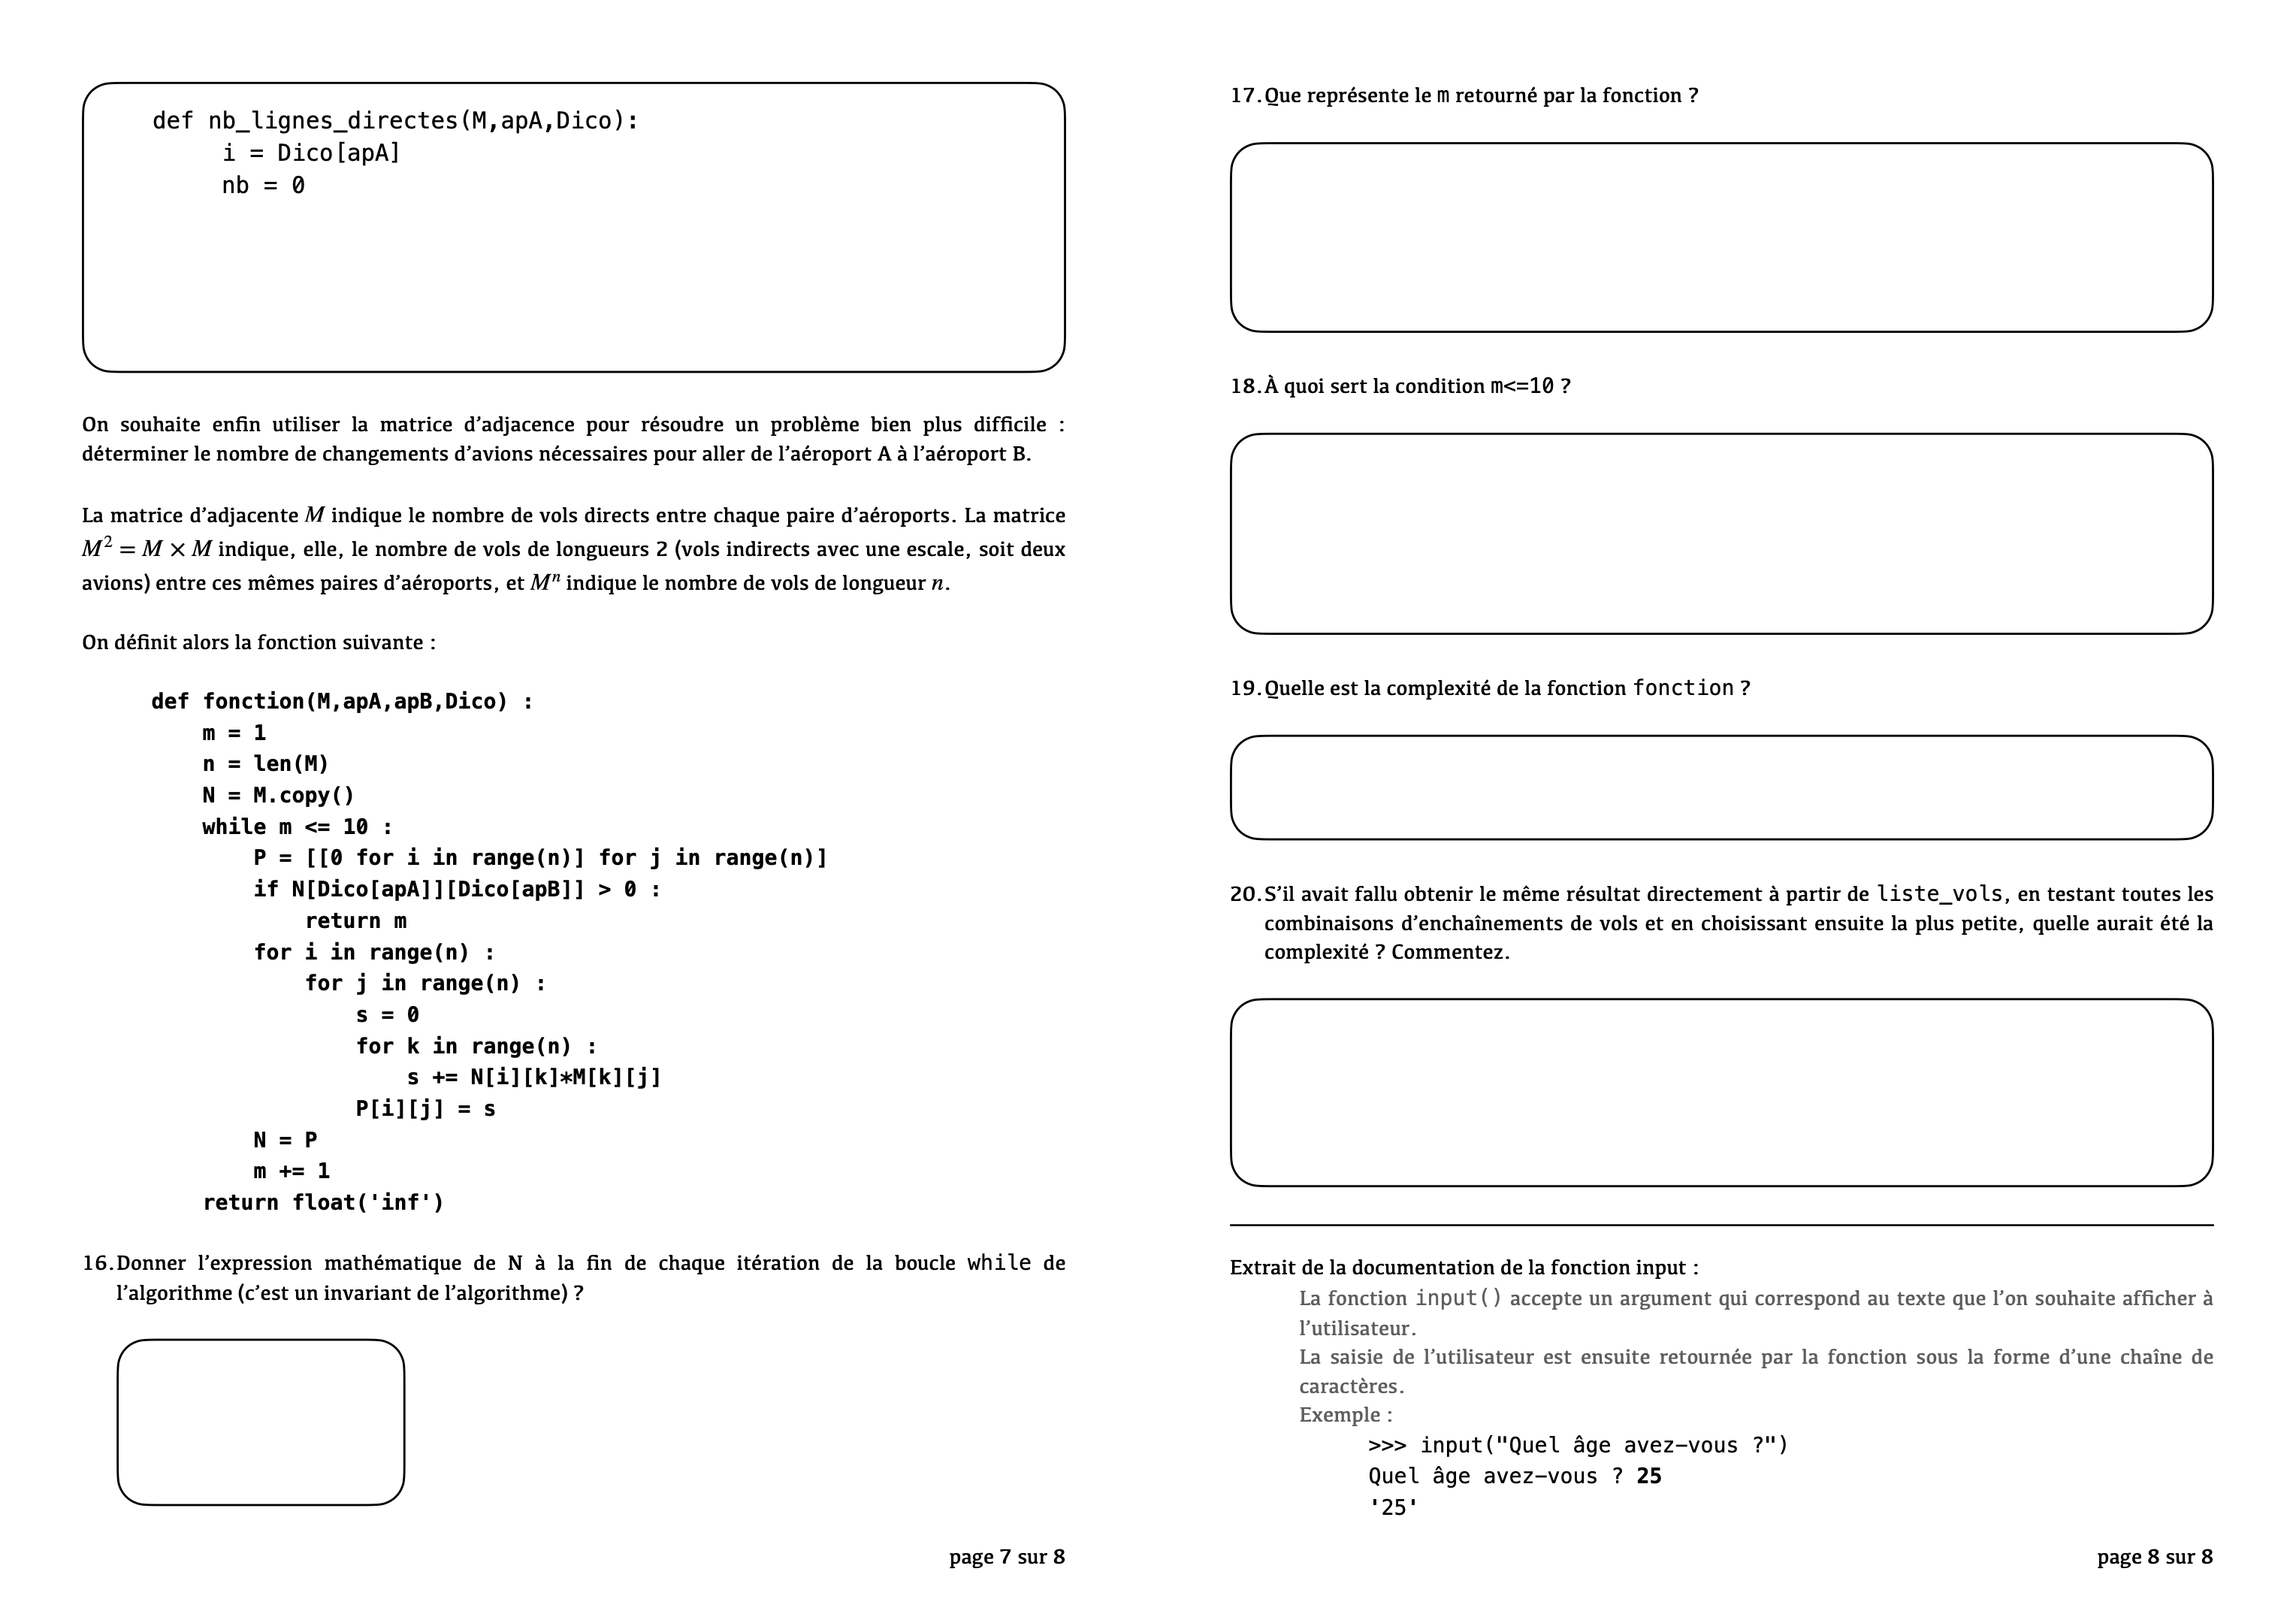 def nb_lignes_directes(M,apA,Dico):
i = Dico[apA]
nb = 0
On souhaite enfin utiliser la matrice d’adjacence pour résoudre un problème bien plus difficile :
déterminer le nombre de changements d’avions nécessaires pour aller de l’aéroport A à l’aéroport B.
La matrice d’adjacente M indique le nombre de vols directs entre chaque paire d’aéroports. La matrice
M² = M × M indique, elle, le nombre de vols de longueurs 2 (vols indirects avec une escale, soit deux
avions) entre ces mêmes paires d’aéroports, et Mⁿ indique le nombre de vols de longueur n.
On définit alors la fonction suivante :
def fonction(M,apA,apB,Dico) :
m = 1
n = len(M)
N = M.copy()
while m <= 10 :
P = [[0 for i in range(n)] for j in range(n)]
if N[Dico[apA]][Dico[apB]] > 0 :
return m
for i in range(n) :
for j in range(n) :
s = 0
for k in range(n) :
s += N[i][k]*M[k][j]
P[i][j] = s
N = P
m += 1
return float('inf')
16. Donner l’expression mathématique de N à la fin de chaque itération de la boucle while de
l’algorithme (c’est un invariant de l’algorithme) ?
page 7 sur 8
17. Que représente le m retourné par la fonction ?
18. À quoi sert la condition m<=10 ?
19. Quelle est la complexité de la fonction fonction ?
20. S’il avait fallu obtenir le même résultat directement à partir de liste_vols, en testant toutes les
combinaisons d’enchaînements de vols et en choisissant ensuite la plus petite, quelle aurait été la
complexité ? Commentez.
Extrait de la documentation de la fonction input :
La fonction input() accepte un argument qui correspond au texte que l’on souhaite afficher à
l’utilisateur.
La saisie de l’utilisateur est ensuite retournée par la fonction sous la forme d’une chaîne de
caractères.
Exemple :
>>> input("Quel âge avez–vous ?")
Quel âge avez–vous ? 25
'25'
page 8 sur 8